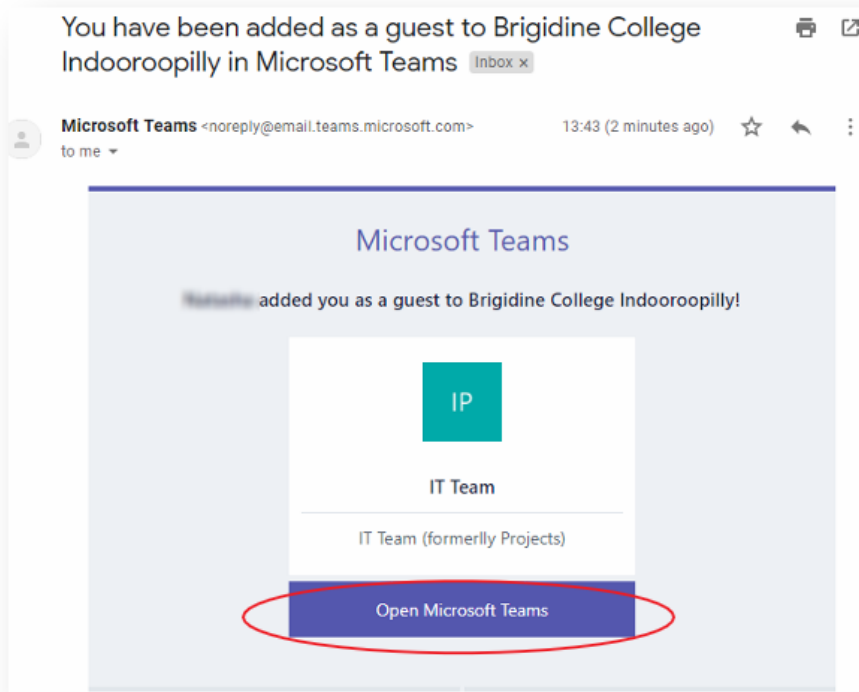 You have been added as a guest to Brigidine College
Indooroopilly in Microsoft Teams Inbox x
Microsoft Teams <noreply@email.teams.microsoft.com> 13:43 (2 minutes ago)
to me
Microsoft Teams
added you as a guest to Brigidine College Indooroopilly!
IP
IT Team
IT Team (formerlly Projects)
Open Microsoft Teams